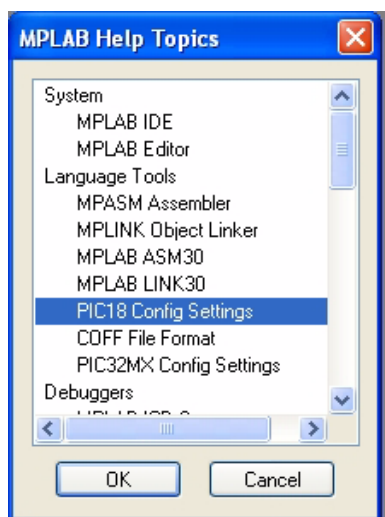 MPLAB Help Topics
System
MPLAB IDE
MPLAB Editor
Language Tools
MPASM Assembler
MPLINK Object Linker
MPLAB ASM30
MPLAB LINK30
PIC18 Config Settings
COFF File Format
PIC32MX Config Settings
Debuggers
OK Cancel